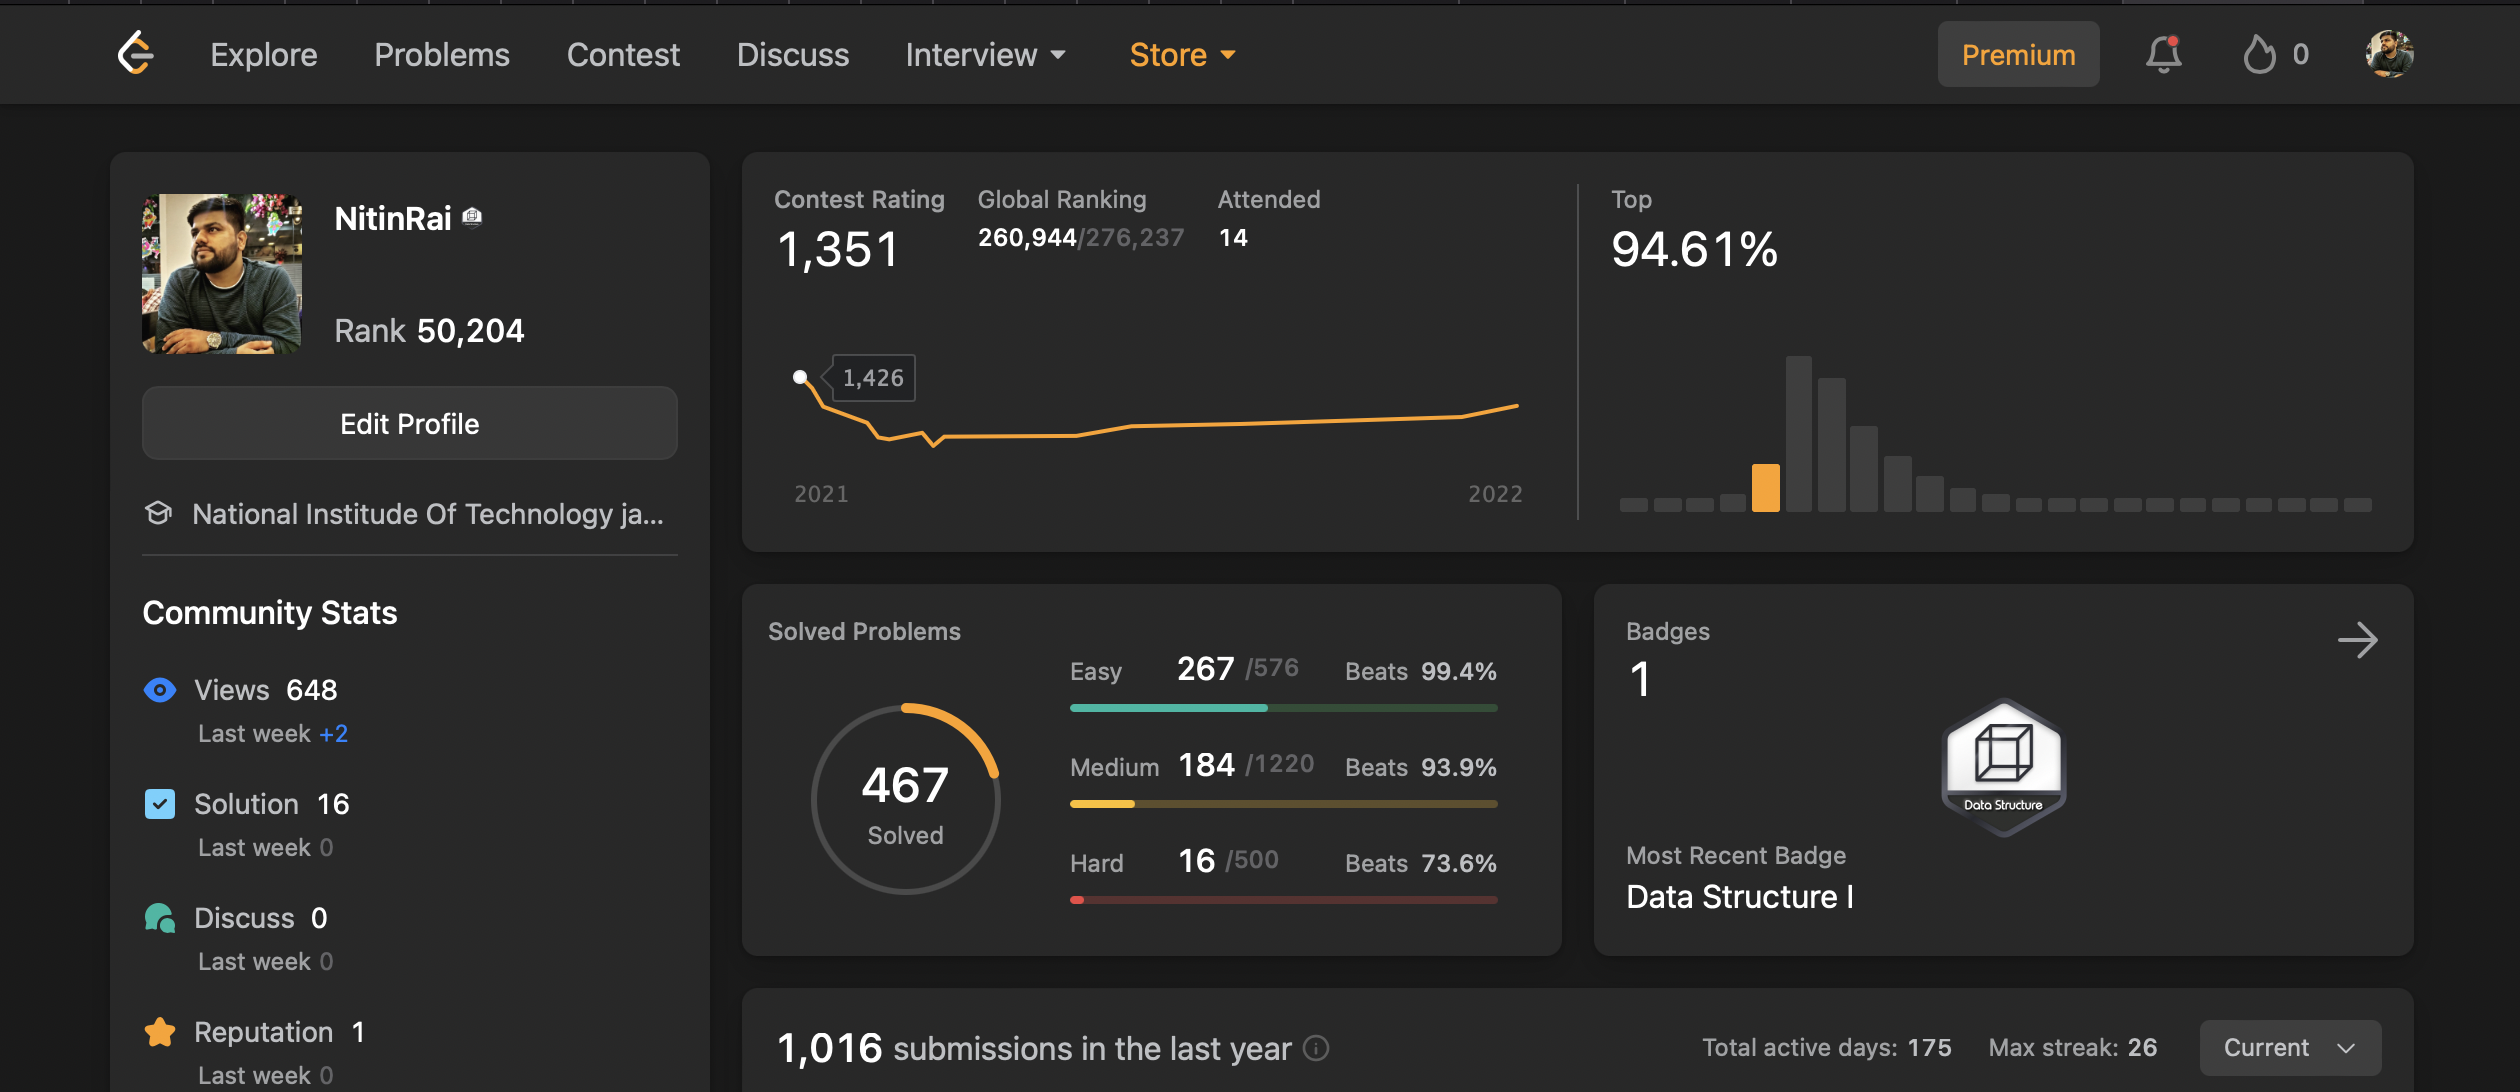 Explore
Problems
Contest
Discuss
Interview
Store
Premium
0
NitinRai
Rank 50,204
Edit Profile
National Institude Of Technology ja...
Community Stats
Views 648
Last week +2
Solution 16
Last week 0
Discuss 0
Last week 0
Reputation 1
Last week 0
Contest Rating
1,351
Global Ranking
260,944/276,237
Attended
14
1,426
2021
2022
Top
94.61%
Solved Problems
467
Solved
Easy 267 /576 Beats 99.4%
Medium 184 /1220 Beats 93.9%
Hard 16 /500 Beats 73.6%
Badges
1
Data Structure
Most Recent Badge
Data Structure I
1,016 submissions in the last year
Total active days: 175
Max streak: 26
Current